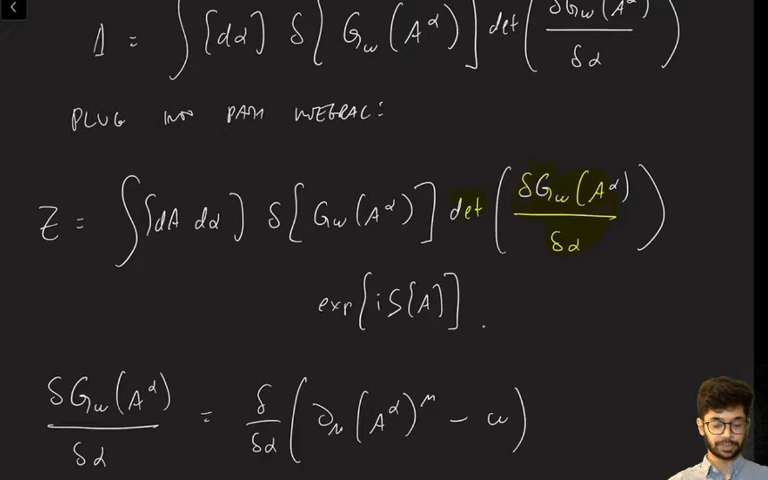 1 = ∫ [dα] δ[G_ω(A^α)] det(δG_ω(A^α)/δα)
PLUG INTO PATH INTEGRAL:
Z = ∫[dA dα] δ[G_ω(A^α)] det(δG_ω(A^α)/δα)
exp[iS[A]].
δG_ω(A^α)/δα = δ/δα (∂_μ(A^α)^μ − ω)